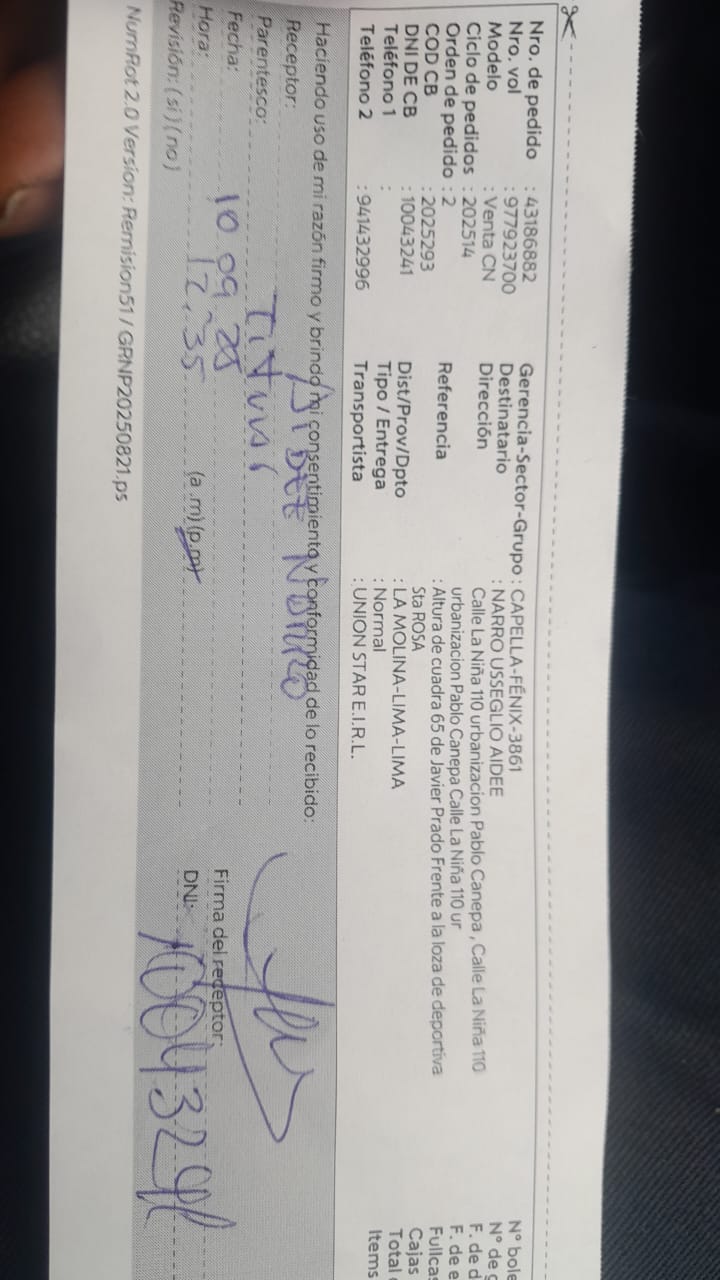 Nro. de pedido : 43186882
Nro. vol : 977923700
Modelo : Venta CN
Ciclo de pedidos : 202514
Orden de pedido : 2
COD CB : 2025293
DNI DE CB : 10043241
Teléfono 1 :
Teléfono 2 : 941432996
Gerencia-Sector-Grupo : CAPELLA-FÉNIX-3861
Destinatario : NARRO USSEGLIO AIDEE
Dirección Calle La Niña 110 urbanizacion Pablo Canepa , Calle La Niña 110
urbanizacion Pablo Canepa Calle La Niña 110 ur
Referencia : Altura de cuadra 65 de Javier Prado Frente a la loza de deportiva
Sta ROSA
Dist/Prov/Dpto : LA MOLINA-LIMA-LIMA
Tipo / Entrega : Normal
Transportista : UNION STAR E.I.R.L.
N° bole
N° de g
F. de d
F. de e
Fullca
Cajas
Total
Items
Haciendo uso de mi razón firmo y brindo mi consentimiento y conformidad de lo recibido:
Receptor: Narro
Parentesco:
Fecha: 10 09 25
Hora: 12:35 (a.m) (p.m)
Revisión: (si) (no)
Firma del receptor:
DNI:
NumRot 2.0 Version: Remision51 / GRNP20250821.ps